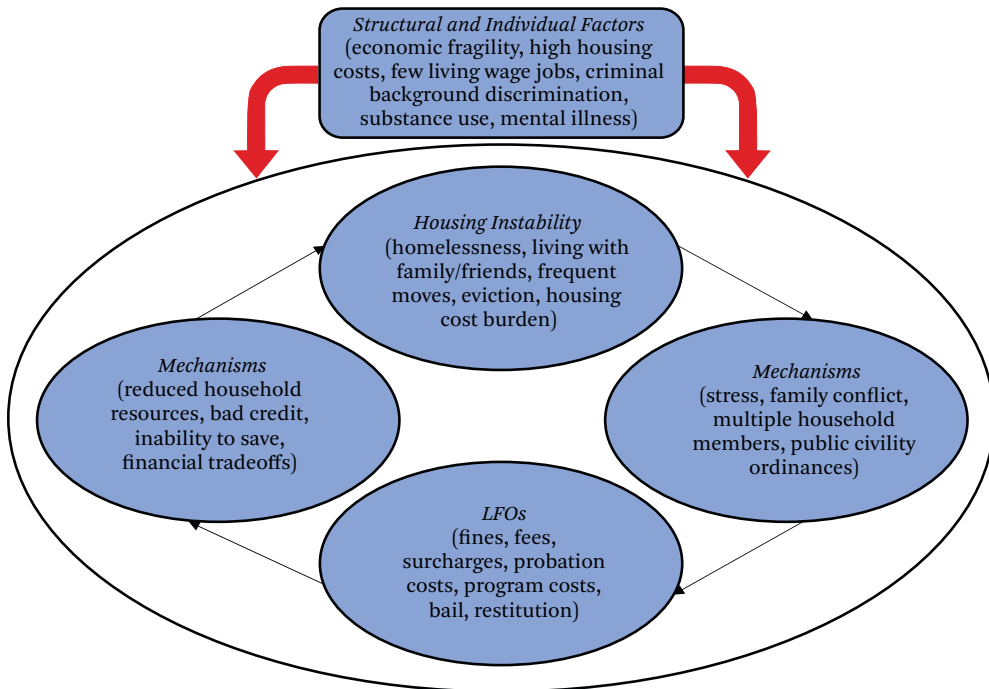 Structural and Individual Factors
(economic fragility, high housing
costs, few living wage jobs, criminal
background discrimination,
substance use, mental illness)
Housing Instability
(homelessness, living with
family/friends, frequent
moves, eviction, housing
cost burden)
Mechanisms
(reduced household
resources, bad credit,
inability to save,
financial tradeoffs)
Mechanisms
(stress, family conflict,
multiple household
members, public civility
ordinances)
LFOs
(fines, fees,
surcharges, probation
costs, program costs,
bail, restitution)